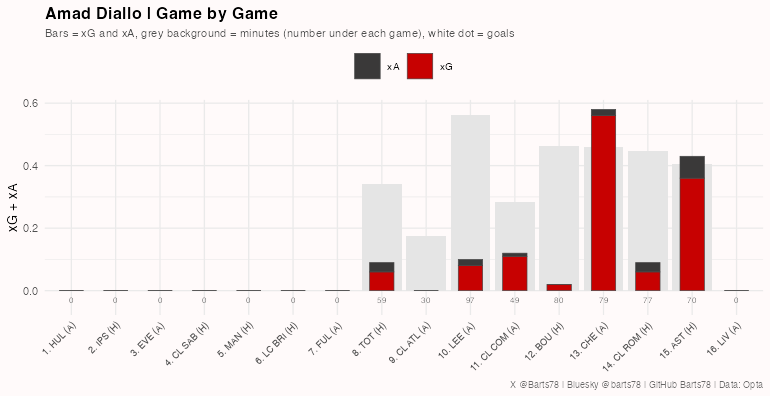 Amad Diallo | Game by Game
Bars = xG and xA, grey background = minutes (number under each game), white dot = goals
xA xG
xG + xA
0.6
0.4
0.2
0.0
0 0 0 0 0 0 0 59 30 97 49 80 79 77 70 0
1. HUL (A)
2. IPS (H)
3. EVE (A)
4. CL SAB (H)
5. MAN (H)
6. LC BRI (H)
7. FUL (A)
8. TOT (H)
9. CL ATL (A)
10. LEE (A)
11. CL COM (A)
12. BOU (H)
13. CHE (A)
14. CL ROM (H)
15. AST (H)
16. LIV (A)
X @Barts78 | Bluesky @barts78 | GitHub Barts78 | Data: Opta